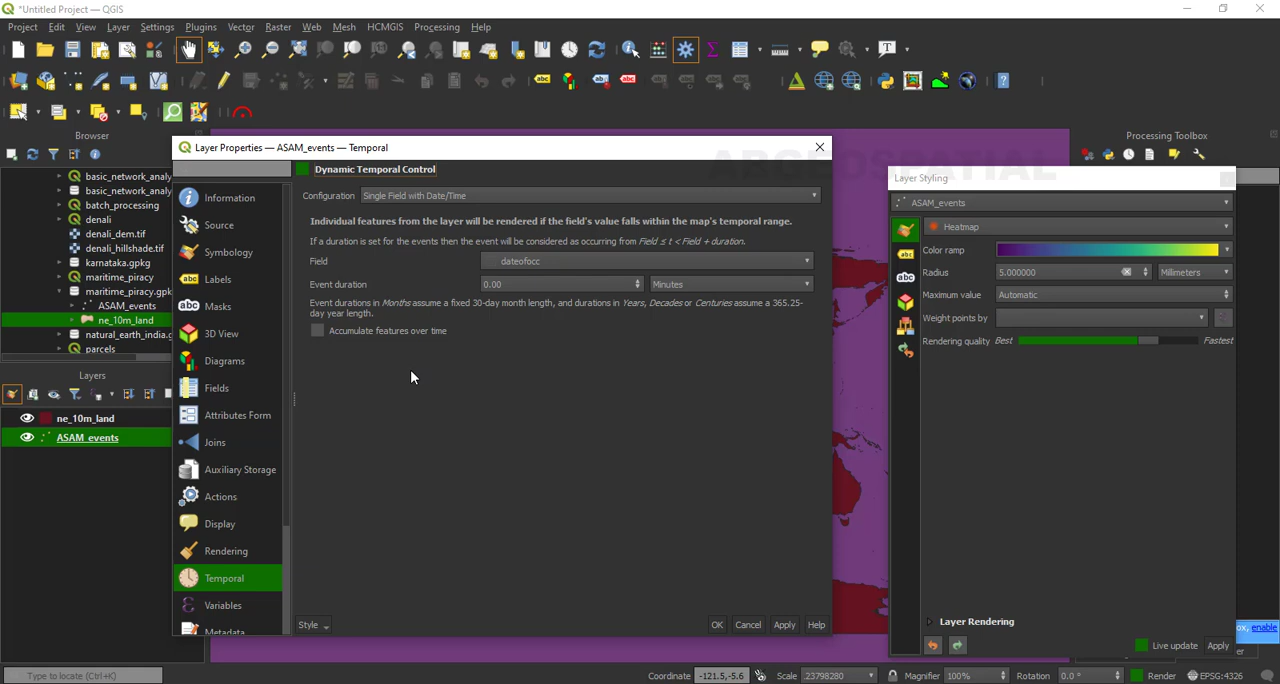 *Untitled Project — QGIS
Project Edit View Layer Settings Plugins Vector Raster Web Mesh HCMGIS Processing Help
Browser
basic_network_analy
basic_network_analy
batch_processing
denali
denali_dem.tif
denali_hillshade.tif
karnataka.gpkg
maritime_piracy
maritime_piracy.gpk
ASAM_events
ne_10m_land
natural_earth_india.g
parcels
Layers
ne_10m_land
ASAM_events
Layer Properties — ASAM_events — Temporal
Information
Source
Symbology
Labels
Masks
3D View
Diagrams
Fields
Attributes Form
Joins
Auxiliary Storage
Actions
Display
Rendering
Temporal
Variables
Metadata
Dynamic Temporal Control
Configuration Single Field with Date/Time
Individual features from the layer will be rendered if the field's value falls within the map's temporal range.
If a duration is set for the events then the event will be considered as occurring from Field ≤ t < Field + duration.
Field dateofocc
Event duration 0.00 Minutes
Event durations in Months assume a fixed 30-day month length, and durations in Years, Decades or Centuries assume a 365.25-
day year length.
Accumulate features over time
Style OK Cancel Apply Help
ABGEOSPATIAL
Processing Toolbox
Layer Styling
ASAM_events
Heatmap
Color ramp
Radius 5.000000 Millimeters
Maximum value Automatic
Weight points by
Rendering quality Best Fastest
Layer Rendering
Live update Apply
ox, enable
er
Type to locate (Ctrl+K) Coordinate -121.5,-5.6 Scale 23798280 Magnifier 100% Rotation 0.0 ° Render EPSG:4326